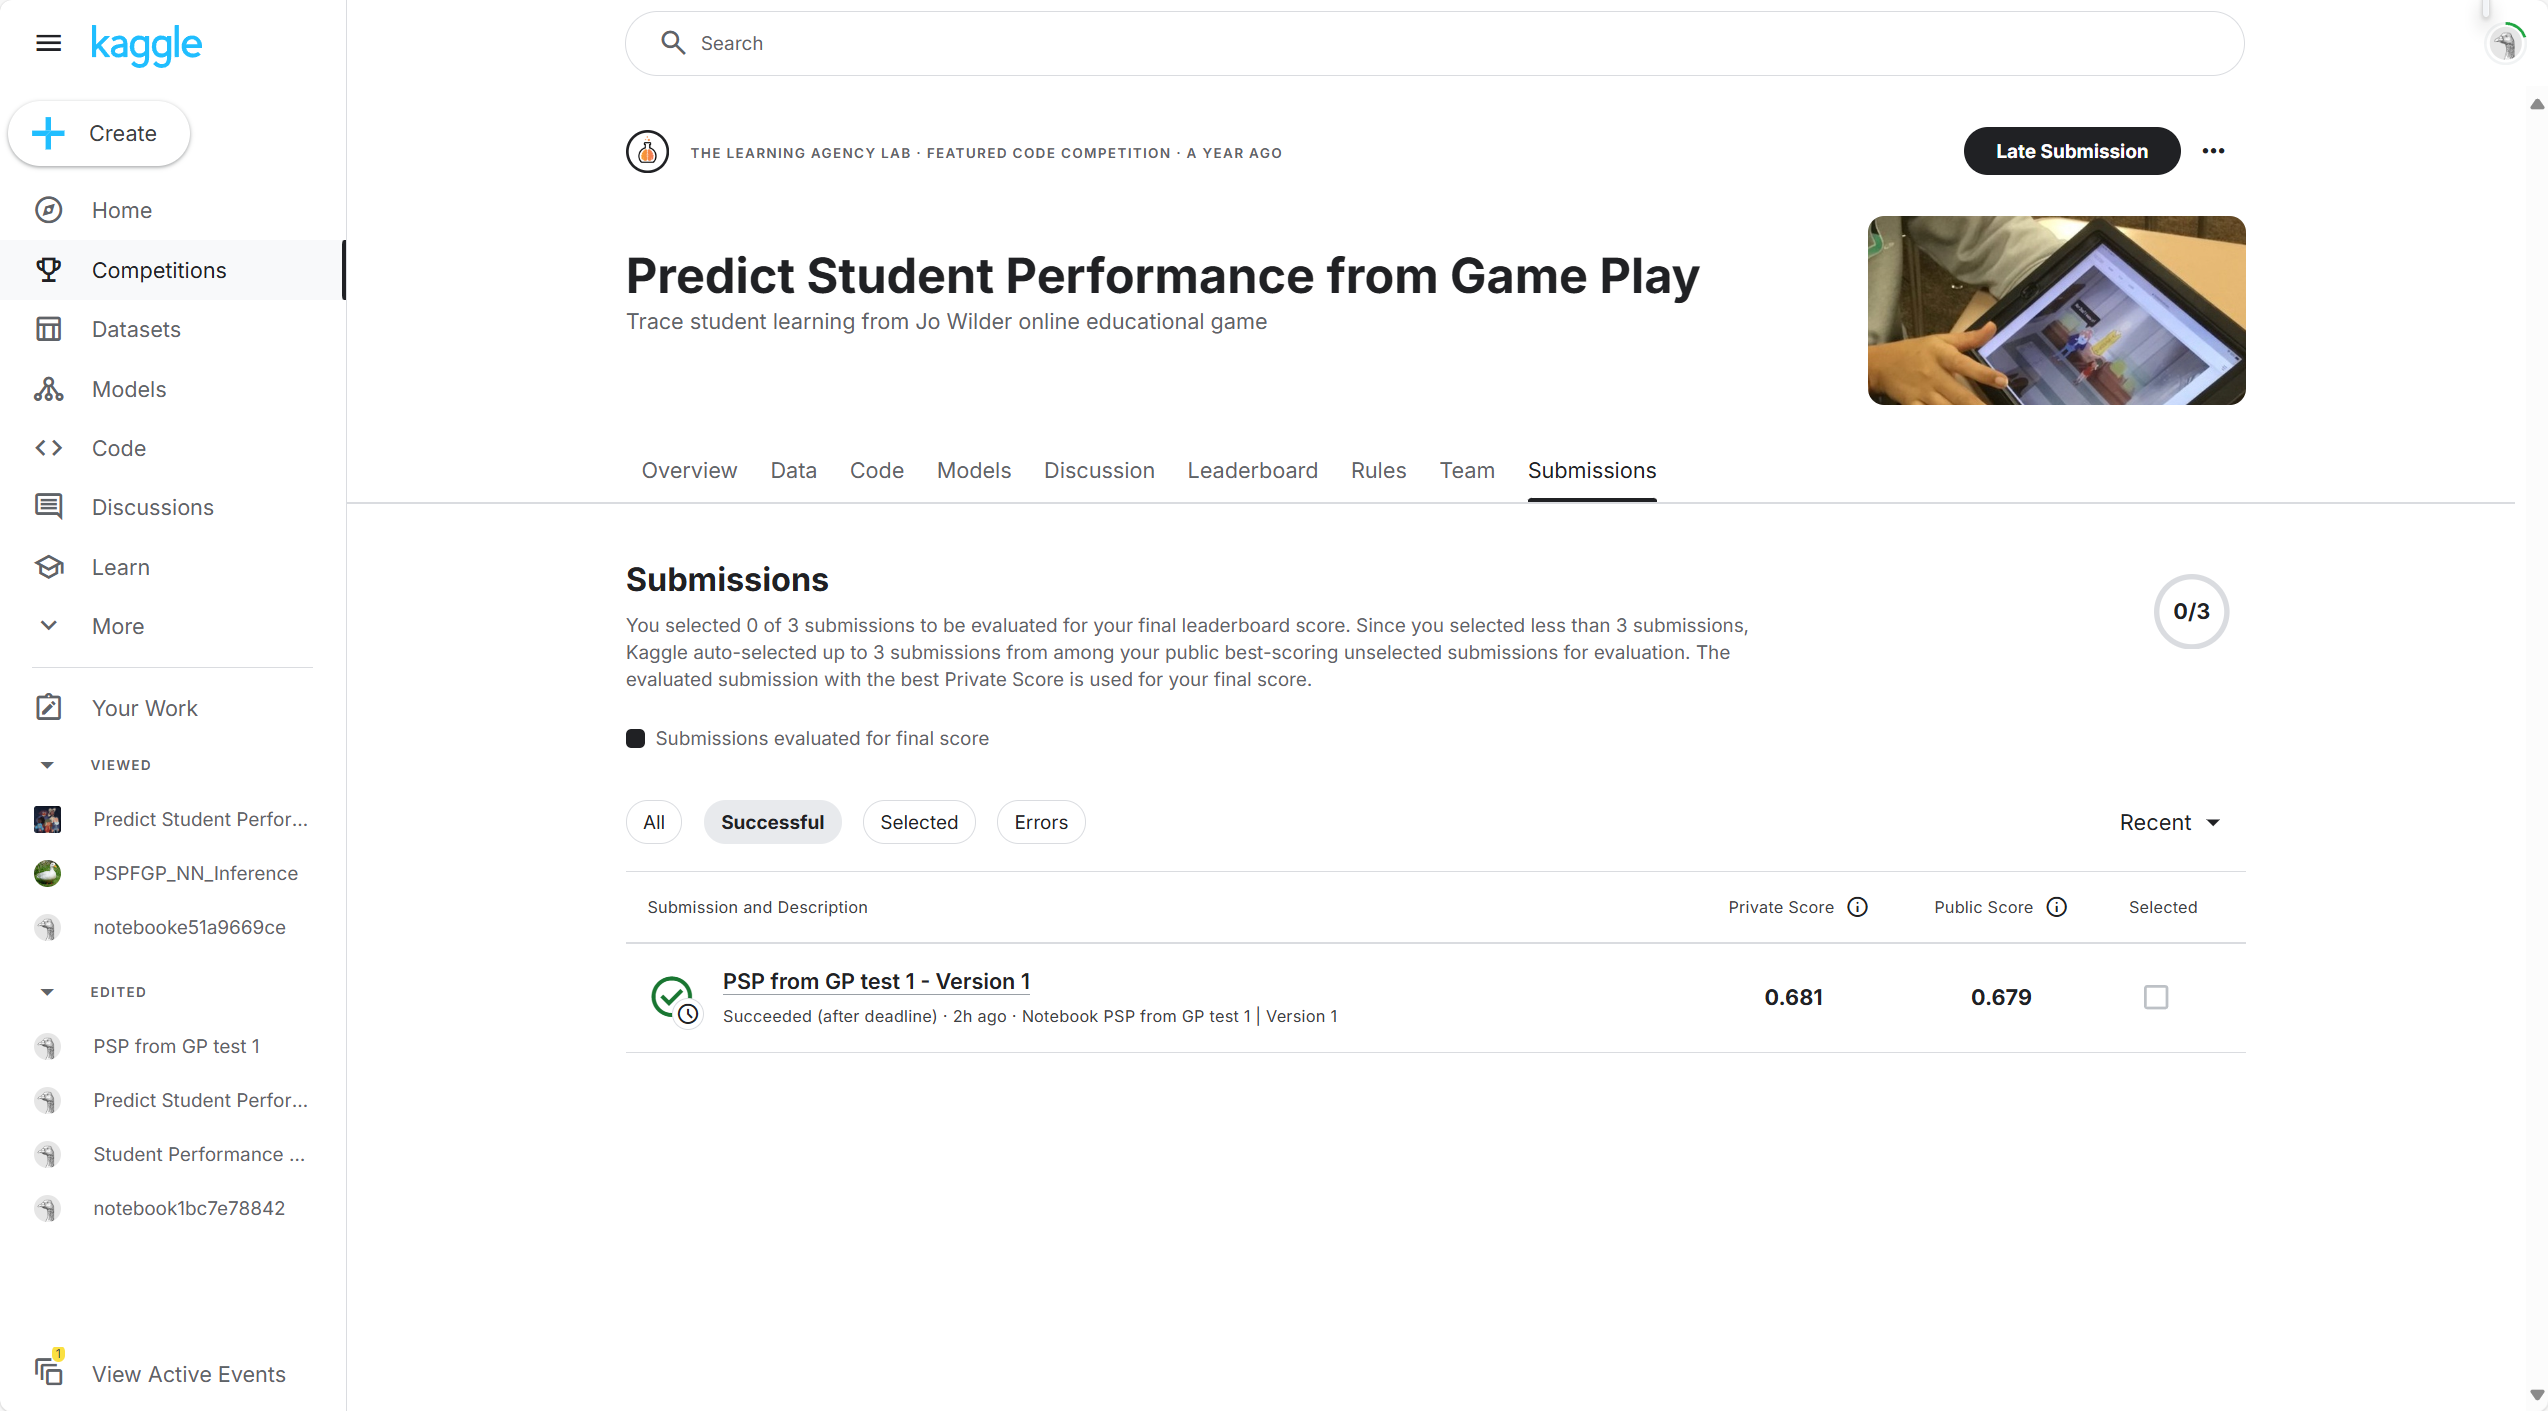 kaggle
Search
Create
Home
Competitions
Datasets
Models
Code
Discussions
Learn
More
Your Work
VIEWED
Predict Student Perfor...
PSPFGP_NN_Inference
notebooke51a9669ce
EDITED
PSP from GP test 1
Predict Student Perfor...
Student Performance ...
notebook1bc7e78842
1
View Active Events
THE LEARNING AGENCY LAB · FEATURED CODE COMPETITION · A YEAR AGO
Late Submission
Predict Student Performance from Game Play
Trace student learning from Jo Wilder online educational game
Overview Data Code Models Discussion Leaderboard Rules Team Submissions
Submissions
0/3
You selected 0 of 3 submissions to be evaluated for your final leaderboard score. Since you selected less than 3 submissions,
Kaggle auto-selected up to 3 submissions from among your public best-scoring unselected submissions for evaluation. The
evaluated submission with the best Private Score is used for your final score.
Submissions evaluated for final score
All Successful Selected Errors Recent
Submission and Description Private Score Public Score Selected
PSP from GP test 1 - Version 1 0.681 0.679
Succeeded (after deadline) · 2h ago · Notebook PSP from GP test 1 | Version 1